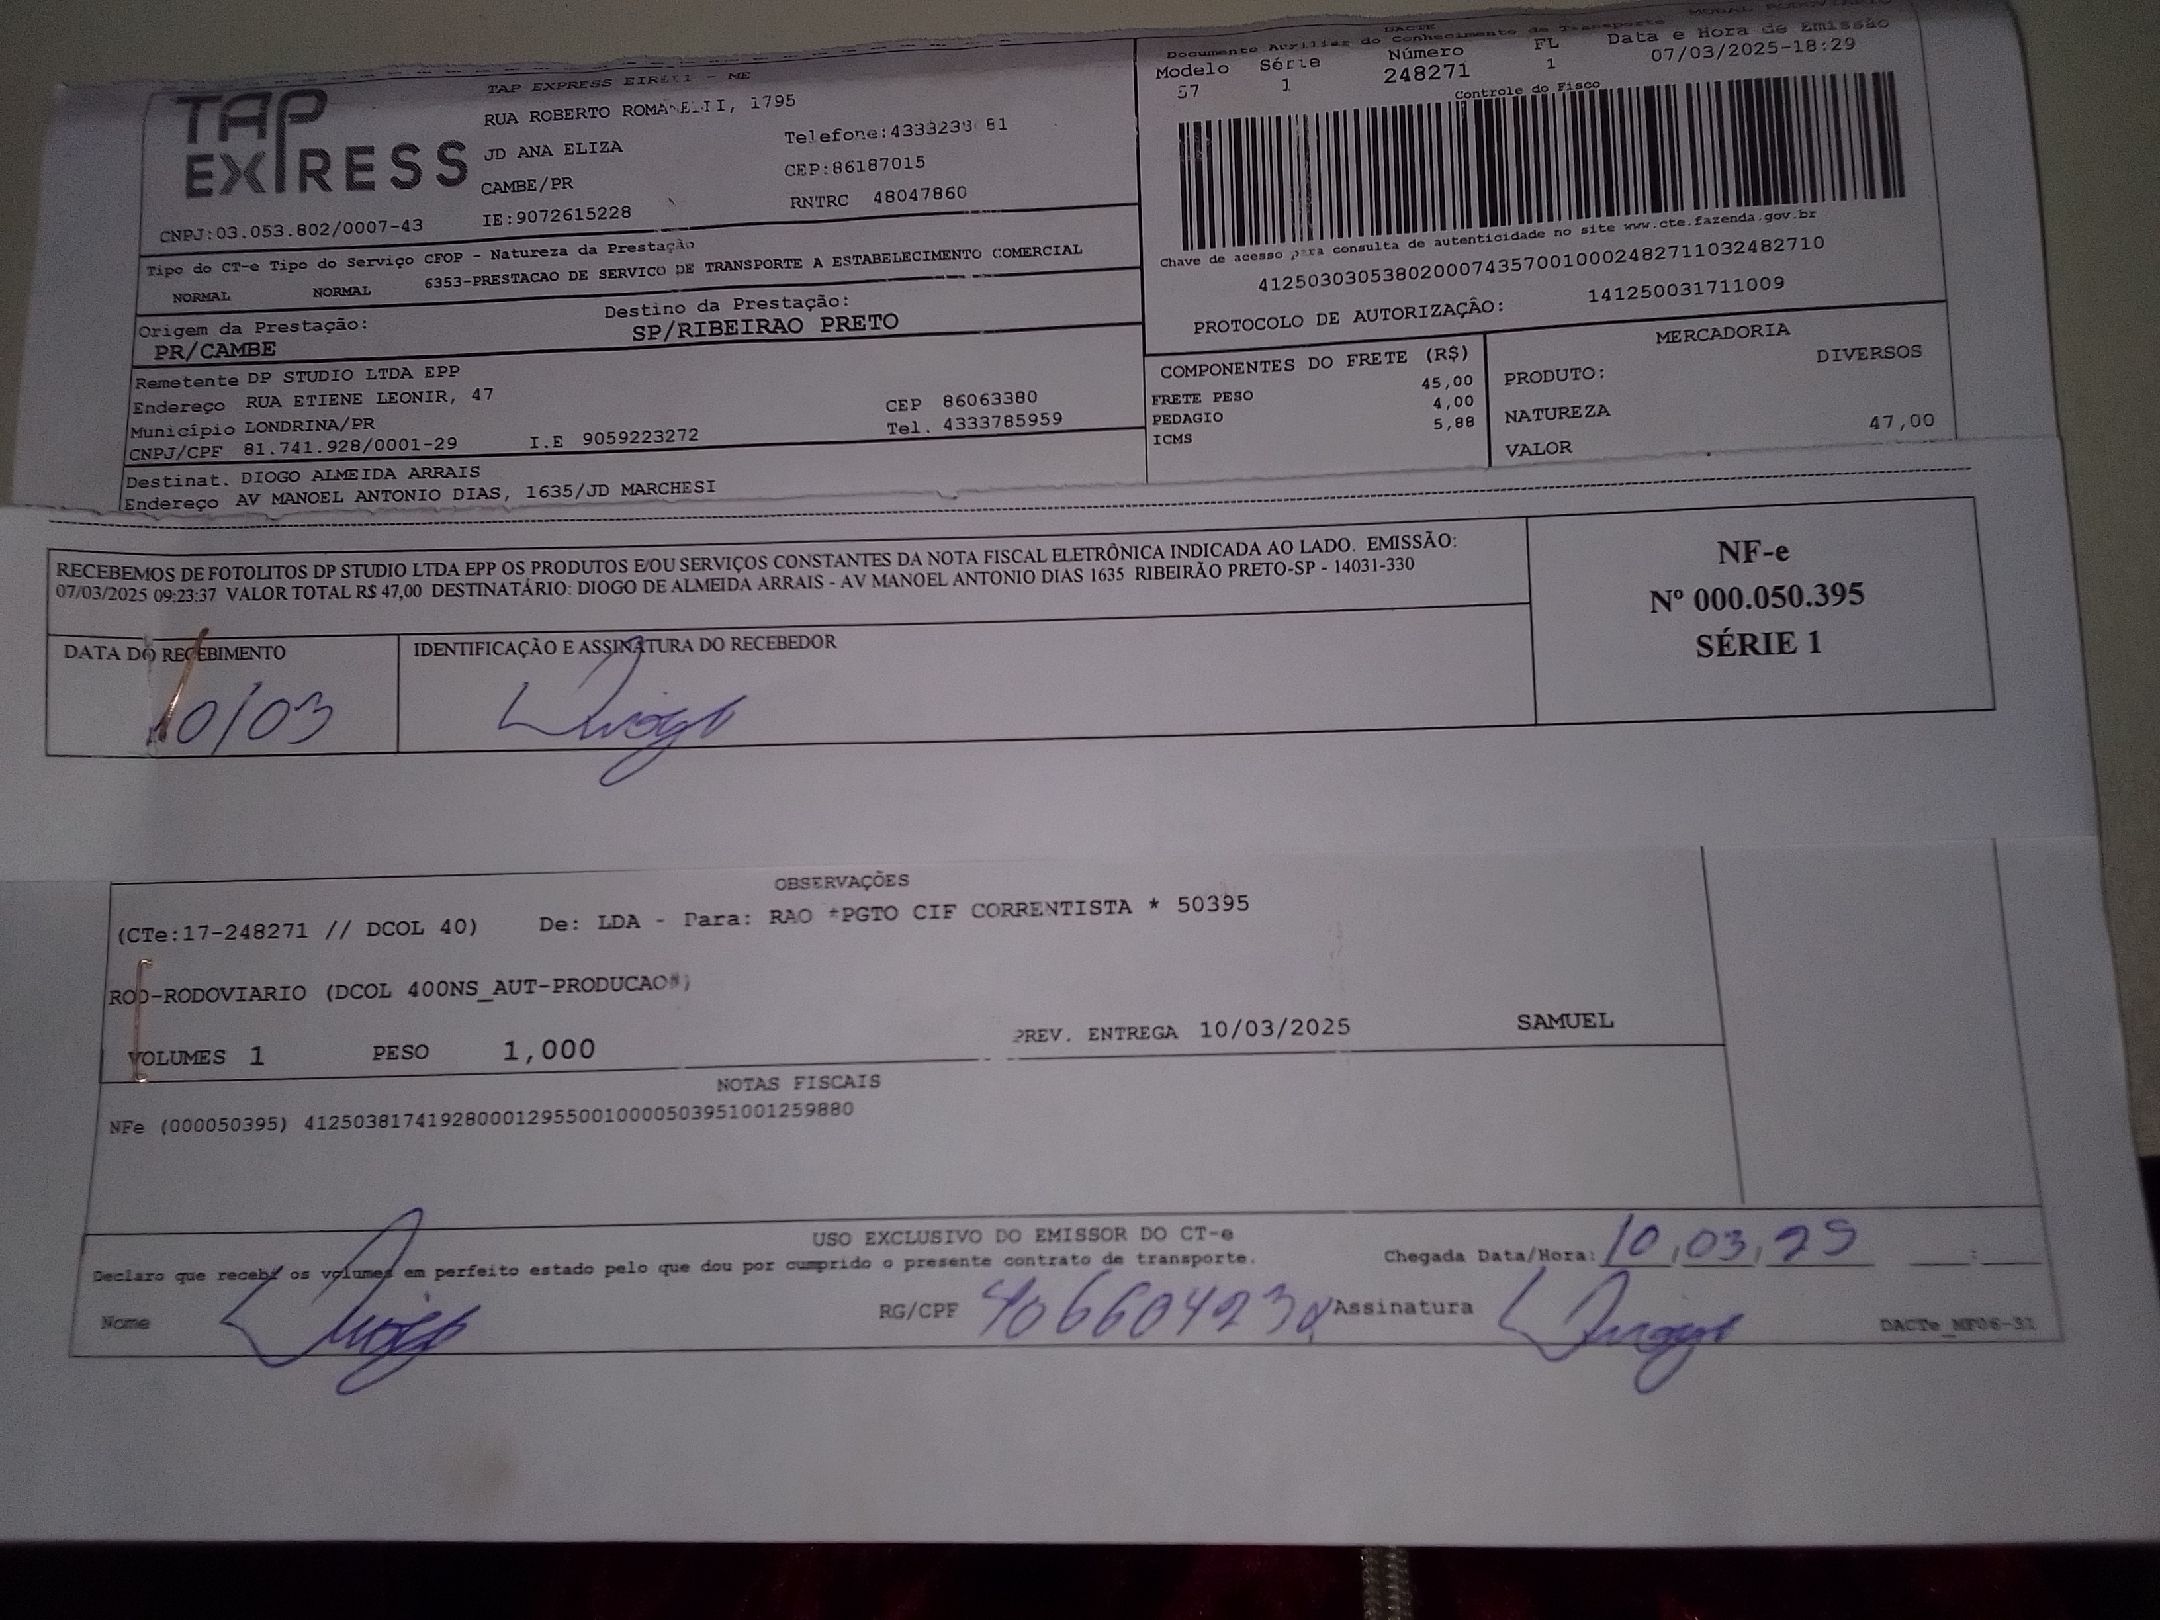 DACTE
Documento Auxiliar do Conhecimento de Transporte
TAP EXPRESS
TAP EXPRESS EIRELI - ME
RUA ROBERTO ROMANELLI, 1795
JD ANA ELIZA
CAMBE/PR
IE:9072615228
CEP:86187015
RNTRC 48047860
CNPJ:03.053.802/0007-43
Modelo Série Número FL Data e Hora de Emissão
57 1 248271 1 07/03/2025-18:29
Controle do Fisco
Chave de acesso para consulta de autenticidade no site www.cte.fazenda.gov.br
41250303053802000743570010002482711032482710
PROTOCOLO DE AUTORIZAÇÃO: 141250031711009
Tipo do CT-e Tipo do Serviço CFOP - Natureza da Prestação
NORMAL NORMAL 6353-PRESTACAO DE SERVICO DE TRANSPORTE A ESTABELECIMENTO COMERCIAL
Origem da Prestação: Destino da Prestação:
PR/CAMBE SP/RIBEIRAO PRETO
Remetente DP STUDIO LTDA EPP
Endereço RUA ETIENE LEONIR, 47 CEP 86063380
Município LONDRINA/PR Tel. 4333785959
CNPJ/CPF 81.741.928/0001-29 I.E 9059223272
Destinat. DIOGO ALMEIDA ARRAIS
Endereço AV MANOEL ANTONIO DIAS, 1635/JD MARCHESI
COMPONENTES DO FRETE (R$)
FRETE PESO 45,00
PEDAGIO 4,00
ICMS 5,88
MERCADORIA
PRODUTO: DIVERSOS
NATUREZA
VALOR 47,00
RECEBEMOS DE FOTOLITOS DP STUDIO LTDA EPP OS PRODUTOS E/OU SERVIÇOS CONSTANTES DA NOTA FISCAL ELETRÔNICA INDICADA AO LADO. EMISSÃO:
07/03/2025 09:23:37 VALOR TOTAL R$ 47,00 DESTINATÁRIO: DIOGO DE ALMEIDA ARRAIS - AV MANOEL ANTONIO DIAS 1635 RIBEIRÃO PRETO-SP - 14031-330
NF-e
Nº 000.050.395
SÉRIE 1
DATA DO RECEBIMENTO
10/03
IDENTIFICAÇÃO E ASSINATURA DO RECEBEDOR
OBSERVAÇÕES
(CTe:17-248271 // DCOL 40) De: LDA - Para: RAO *PGTO CIF CORRENTISTA * 50395
ROD-RODOVIARIO (DCOL 400NS_AUT-PRODUCAO*)
VOLUMES 1 PESO 1,000 PREV. ENTREGA 10/03/2025 SAMUEL
NOTAS FISCAIS
NFe (000050395) 41250381741928000129550010000503951001259880
USO EXCLUSIVO DO EMISSOR DO CT-e
Declaro que recebi os volumes em perfeito estado pelo que dou por cumprido o presente contrato de transporte.
Chegada Data/Hora: 10 03 25
Nome RG/CPF Assinatura
DACTe_MF06-31